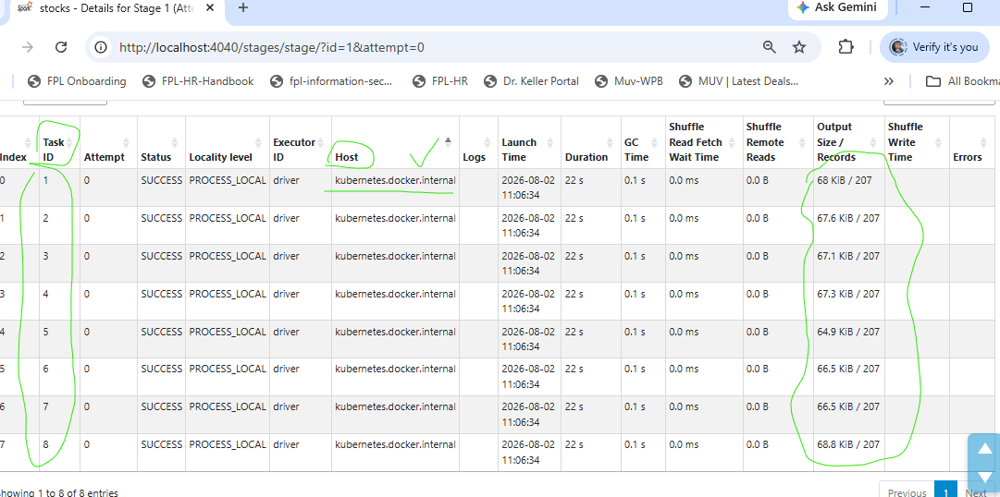 Spark stocks - Details for Stage 1 (Atte
Ask Gemini
http://localhost:4040/stages/stage/?id=1&attempt=0
Verify it's you
FPL Onboarding FPL-HR-Handbook fpl-information-sec... FPL-HR Dr. Keller Portal Muv-WPB MUV | Latest Deals... All Bookma
Index Task ID Attempt Status Locality level Executor ID Host Logs Launch Time Duration GC Time Shuffle Read Fetch Wait Time Shuffle Remote Reads Output Size / Records Shuffle Write Time Errors
0 1 0 SUCCESS PROCESS_LOCAL driver kubernetes.docker.internal 2026-08-02 11:06:34 22 s 0.1 s 0.0 ms 0.0 B 68 KiB / 207
1 2 0 SUCCESS PROCESS_LOCAL driver kubernetes.docker.internal 2026-08-02 11:06:34 22 s 0.1 s 0.0 ms 0.0 B 67.6 KiB / 207
2 3 0 SUCCESS PROCESS_LOCAL driver kubernetes.docker.internal 2026-08-02 11:06:34 22 s 0.1 s 0.0 ms 0.0 B 67.1 KiB / 207
3 4 0 SUCCESS PROCESS_LOCAL driver kubernetes.docker.internal 2026-08-02 11:06:34 22 s 0.1 s 0.0 ms 0.0 B 67.3 KiB / 207
4 5 0 SUCCESS PROCESS_LOCAL driver kubernetes.docker.internal 2026-08-02 11:06:34 22 s 0.1 s 0.0 ms 0.0 B 64.9 KiB / 207
5 6 0 SUCCESS PROCESS_LOCAL driver kubernetes.docker.internal 2026-08-02 11:06:34 22 s 0.1 s 0.0 ms 0.0 B 66.5 KiB / 207
6 7 0 SUCCESS PROCESS_LOCAL driver kubernetes.docker.internal 2026-08-02 11:06:34 22 s 0.1 s 0.0 ms 0.0 B 66.5 KiB / 207
7 8 0 SUCCESS PROCESS_LOCAL driver kubernetes.docker.internal 2026-08-02 11:06:34 22 s 0.1 s 0.0 ms 0.0 B 68.8 KiB / 207
howing 1 to 8 of 8 entries
Previous 1 Next